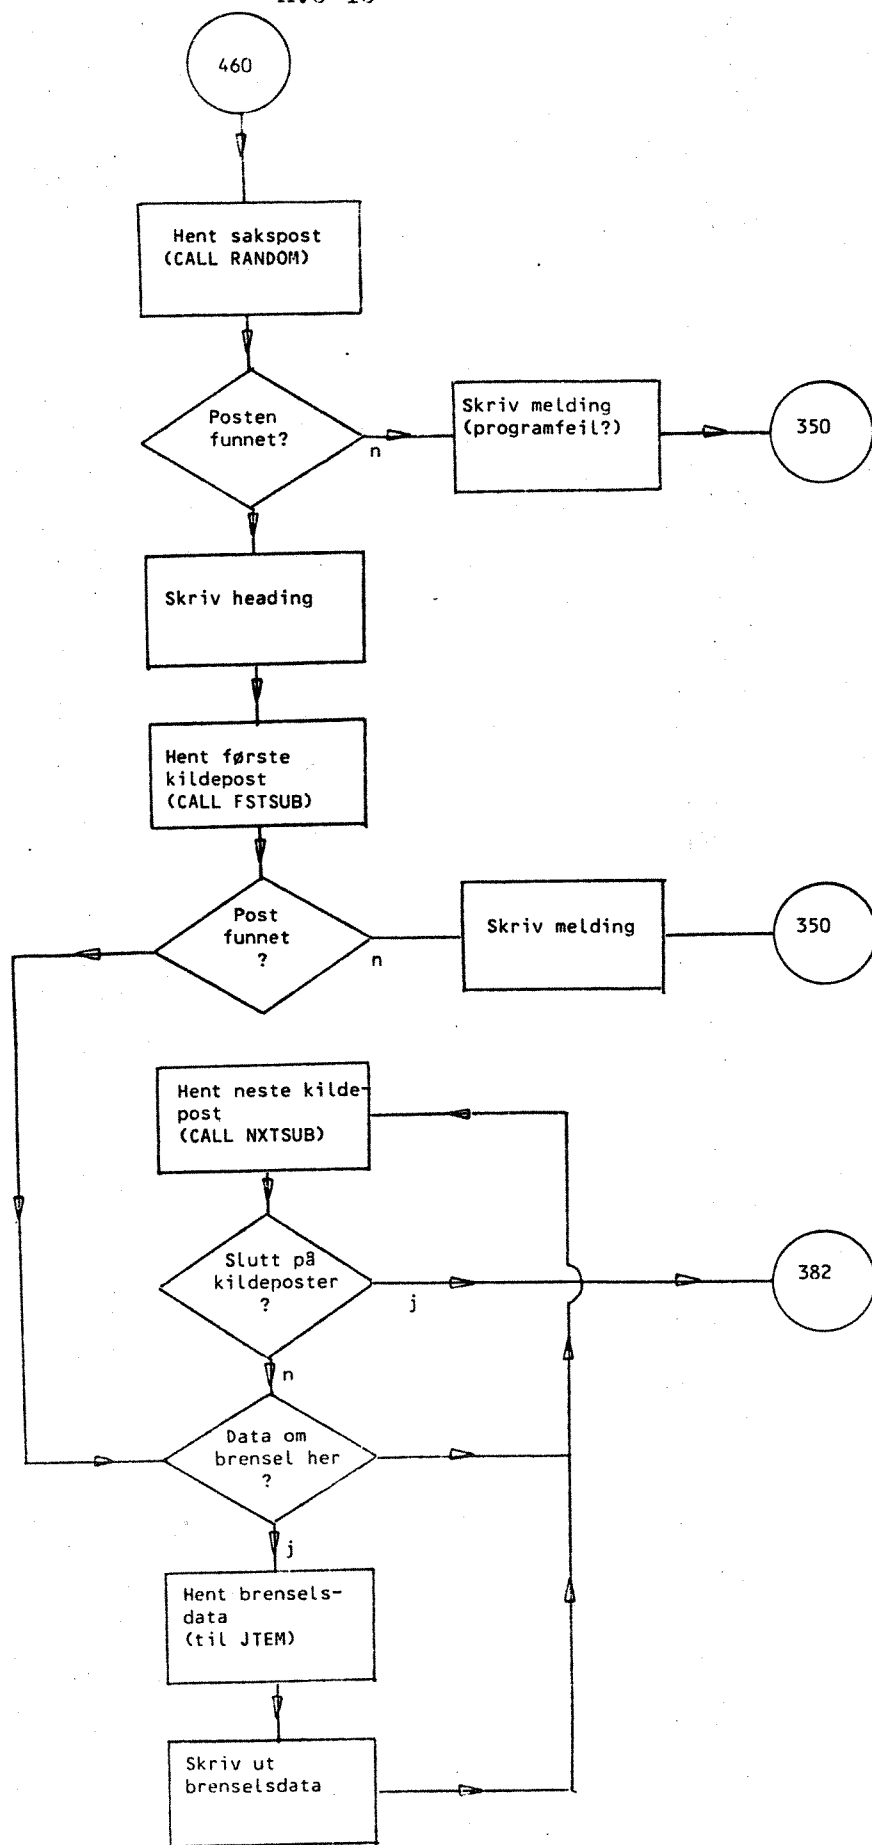 460
Hent sakspost
(CALL RANDOM)
Posten
funnet?
n
Skriv melding
(programfeil?)
350
Skriv heading
Hent første
kildepost
(CALL FSTSUB)
Post
funnet
?
n
Skriv melding
350
Hent neste kilde-
post
(CALL NXTSUB)
Slutt på
kildeposter
?
j
382
n
Data om
brensel her
?
j
Hent brensels-
data
(til JTEM)
Skriv ut
brenselsdata